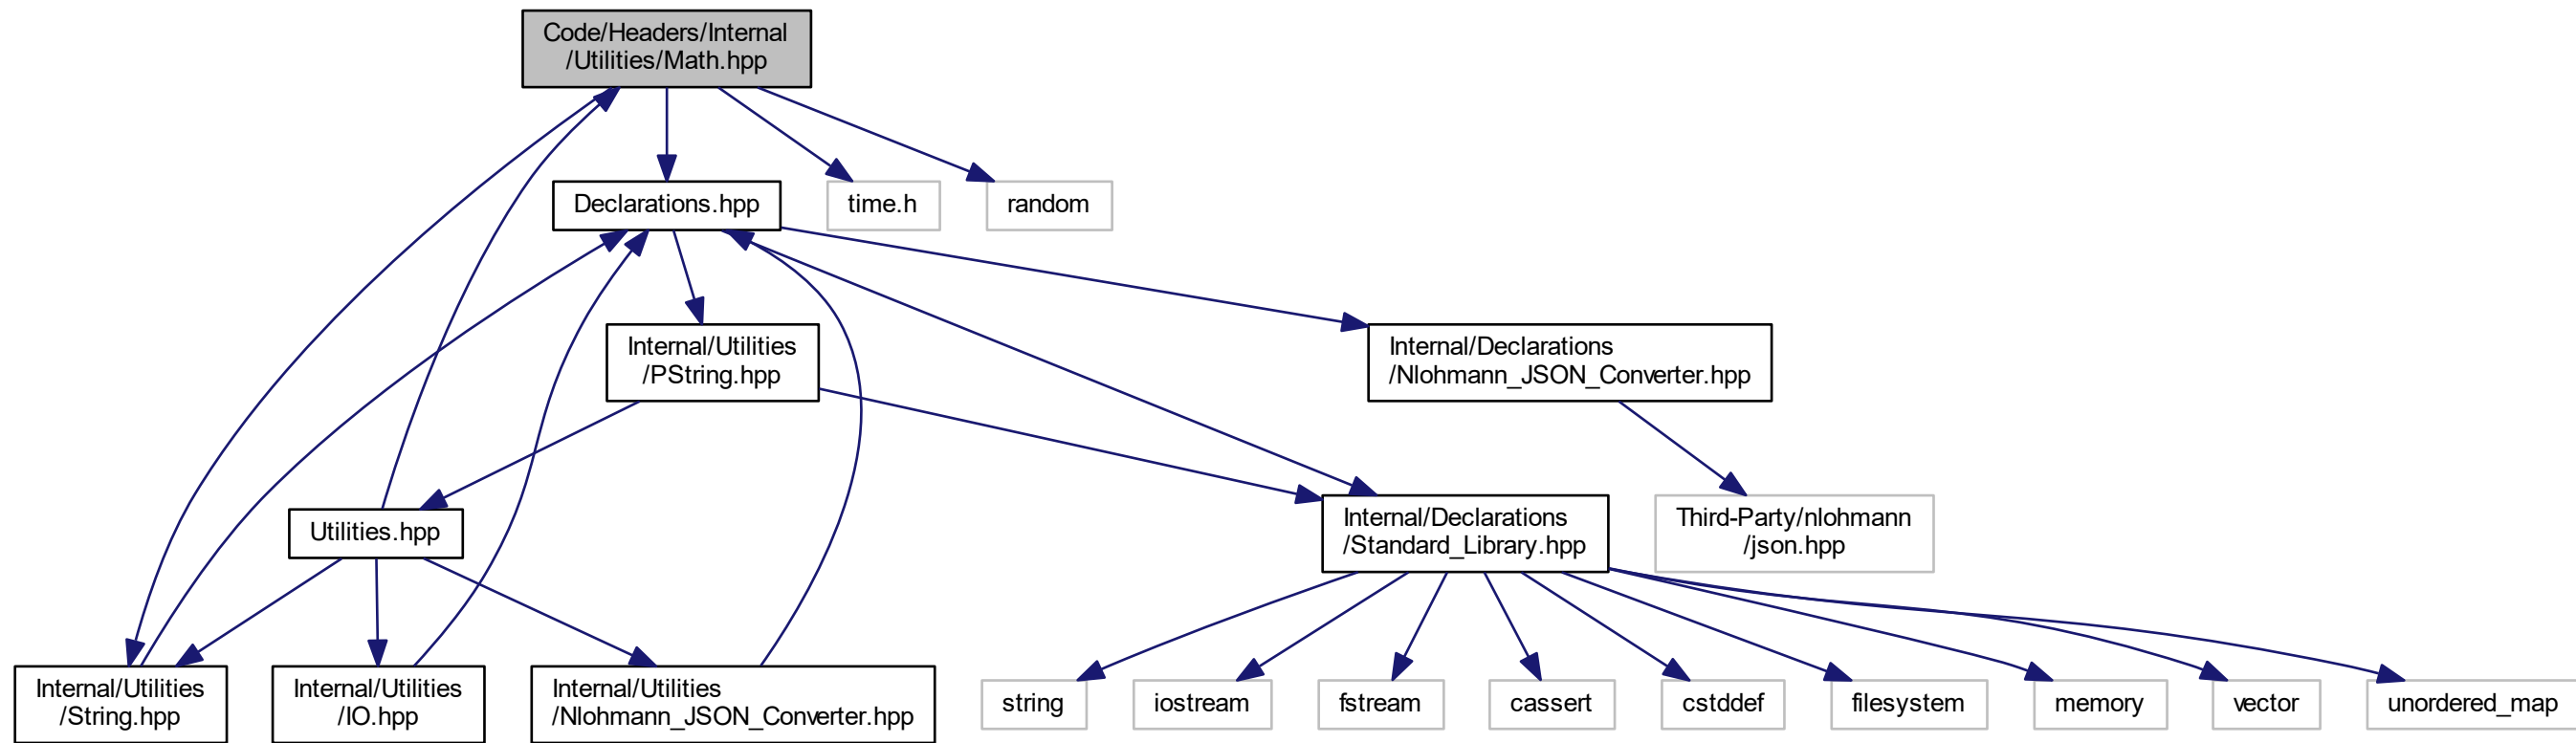 Code/Headers/Internal
/Utilities/Math.hpp
Declarations.hpp
time.h
random
Internal/Utilities
/PString.hpp
Internal/Declarations
/Nlohmann_JSON_Converter.hpp
Utilities.hpp
Internal/Declarations
/Standard_Library.hpp
Third-Party/nlohmann
/json.hpp
Internal/Utilities
/String.hpp
Internal/Utilities
/IO.hpp
Internal/Utilities
/Nlohmann_JSON_Converter.hpp
string
iostream
fstream
cassert
cstddef
filesystem
memory
vector
unordered_map